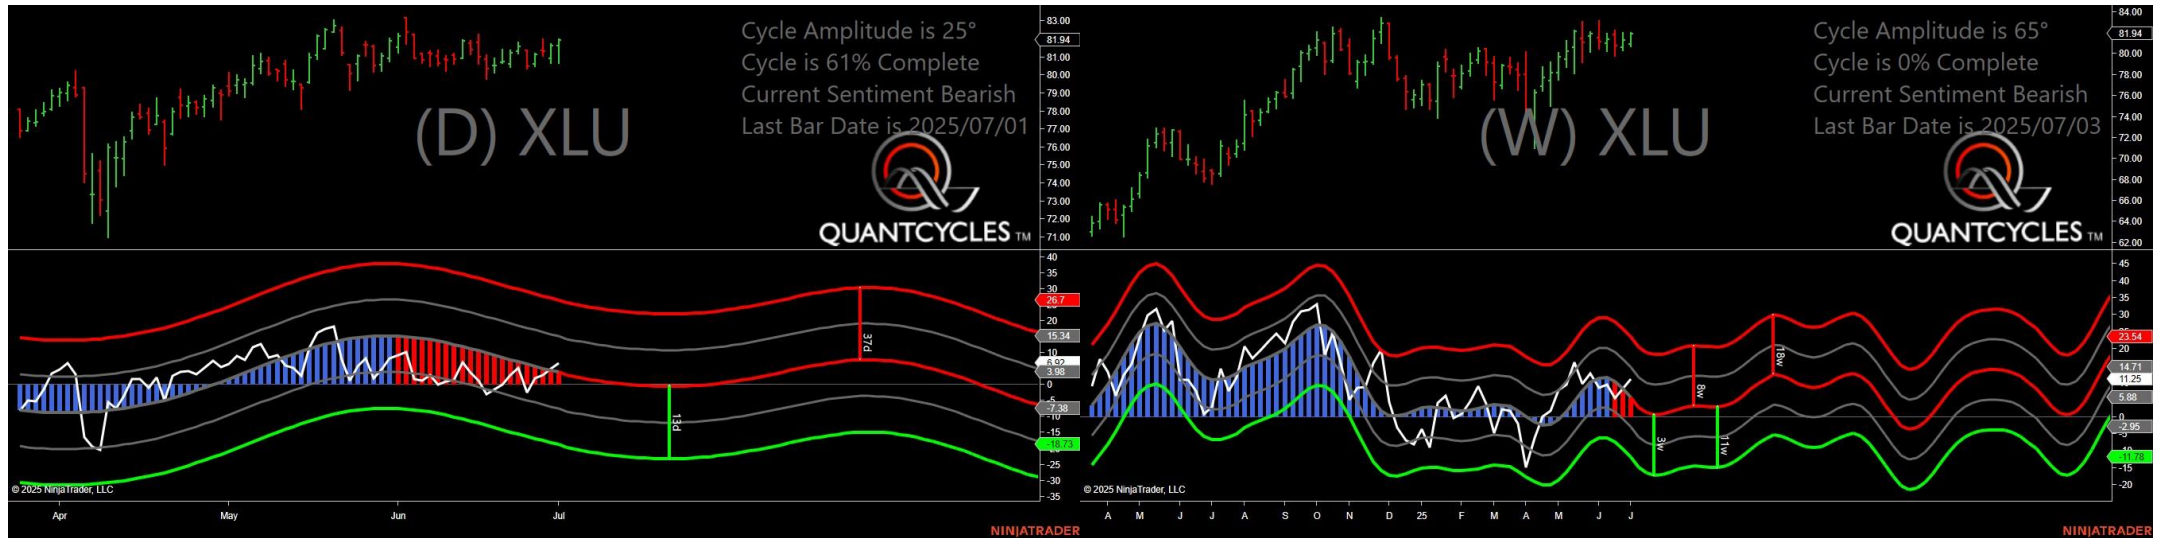 Cycle Amplitude is 25°
Cycle is 61% Complete
Current Sentiment Bearish
Last Bar Date is 2025/07/01
(D) XLU
QUANTCYCLES TM
83.00
81.94
81.00
80.00
79.00
78.00
77.00
76.00
75.00
74.00
73.00
72.00
71.00
40
35
30
26.7
20
15.34
10
6.92
3.98
0
-5
-7.38
-10
-15
-18.73
-25
-30
-35
37d
13d
© 2025 NinjaTrader, LLC
Apr May Jun Jul
NINJATRADER
Cycle Amplitude is 65°
Cycle is 0% Complete
Current Sentiment Bearish
Last Bar Date is 2025/07/03
(W) XLU
QUANTCYCLES TM
84.00
81.94
80.00
78.00
76.00
74.00
72.00
70.00
68.00
66.00
64.00
62.00
45
40
35
30
23.54
20
14.71
11.25
5.88
0
-2.95
-11.78
-15
-20
3w
8w
11w
18w
© 2025 NinjaTrader, LLC
A M J J A S O N D 25 F M A M J J
NINJATRADER